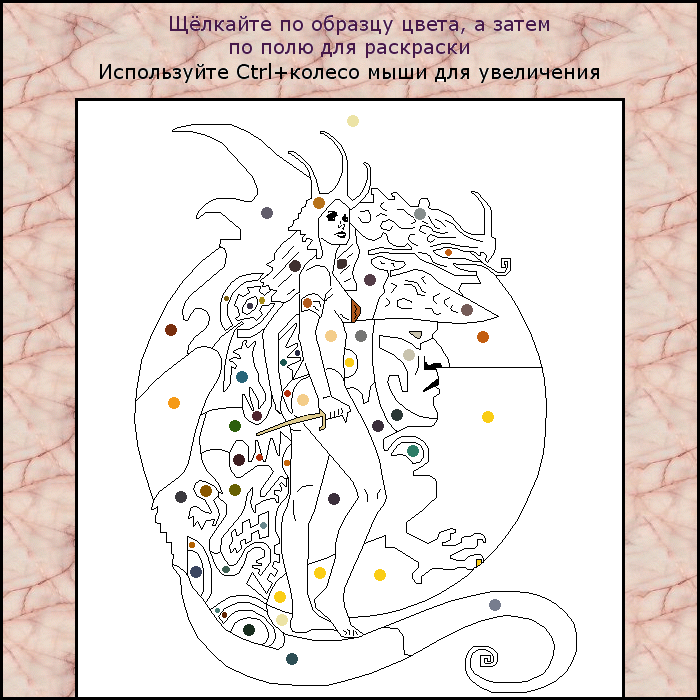 Щёлкайте по образцу цвета, а затем
по полю для раскраски
Используйте Ctrl+колесо мыши для увеличения